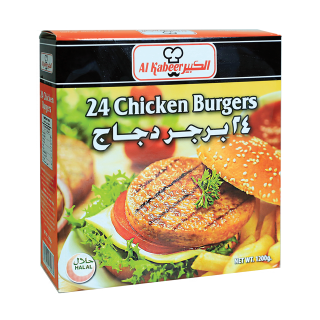 Al Kabeer الكبير
24 Chicken Burgers
٢٤ برجر دجاج
حلال
HALAL
NET WT. 1200g.